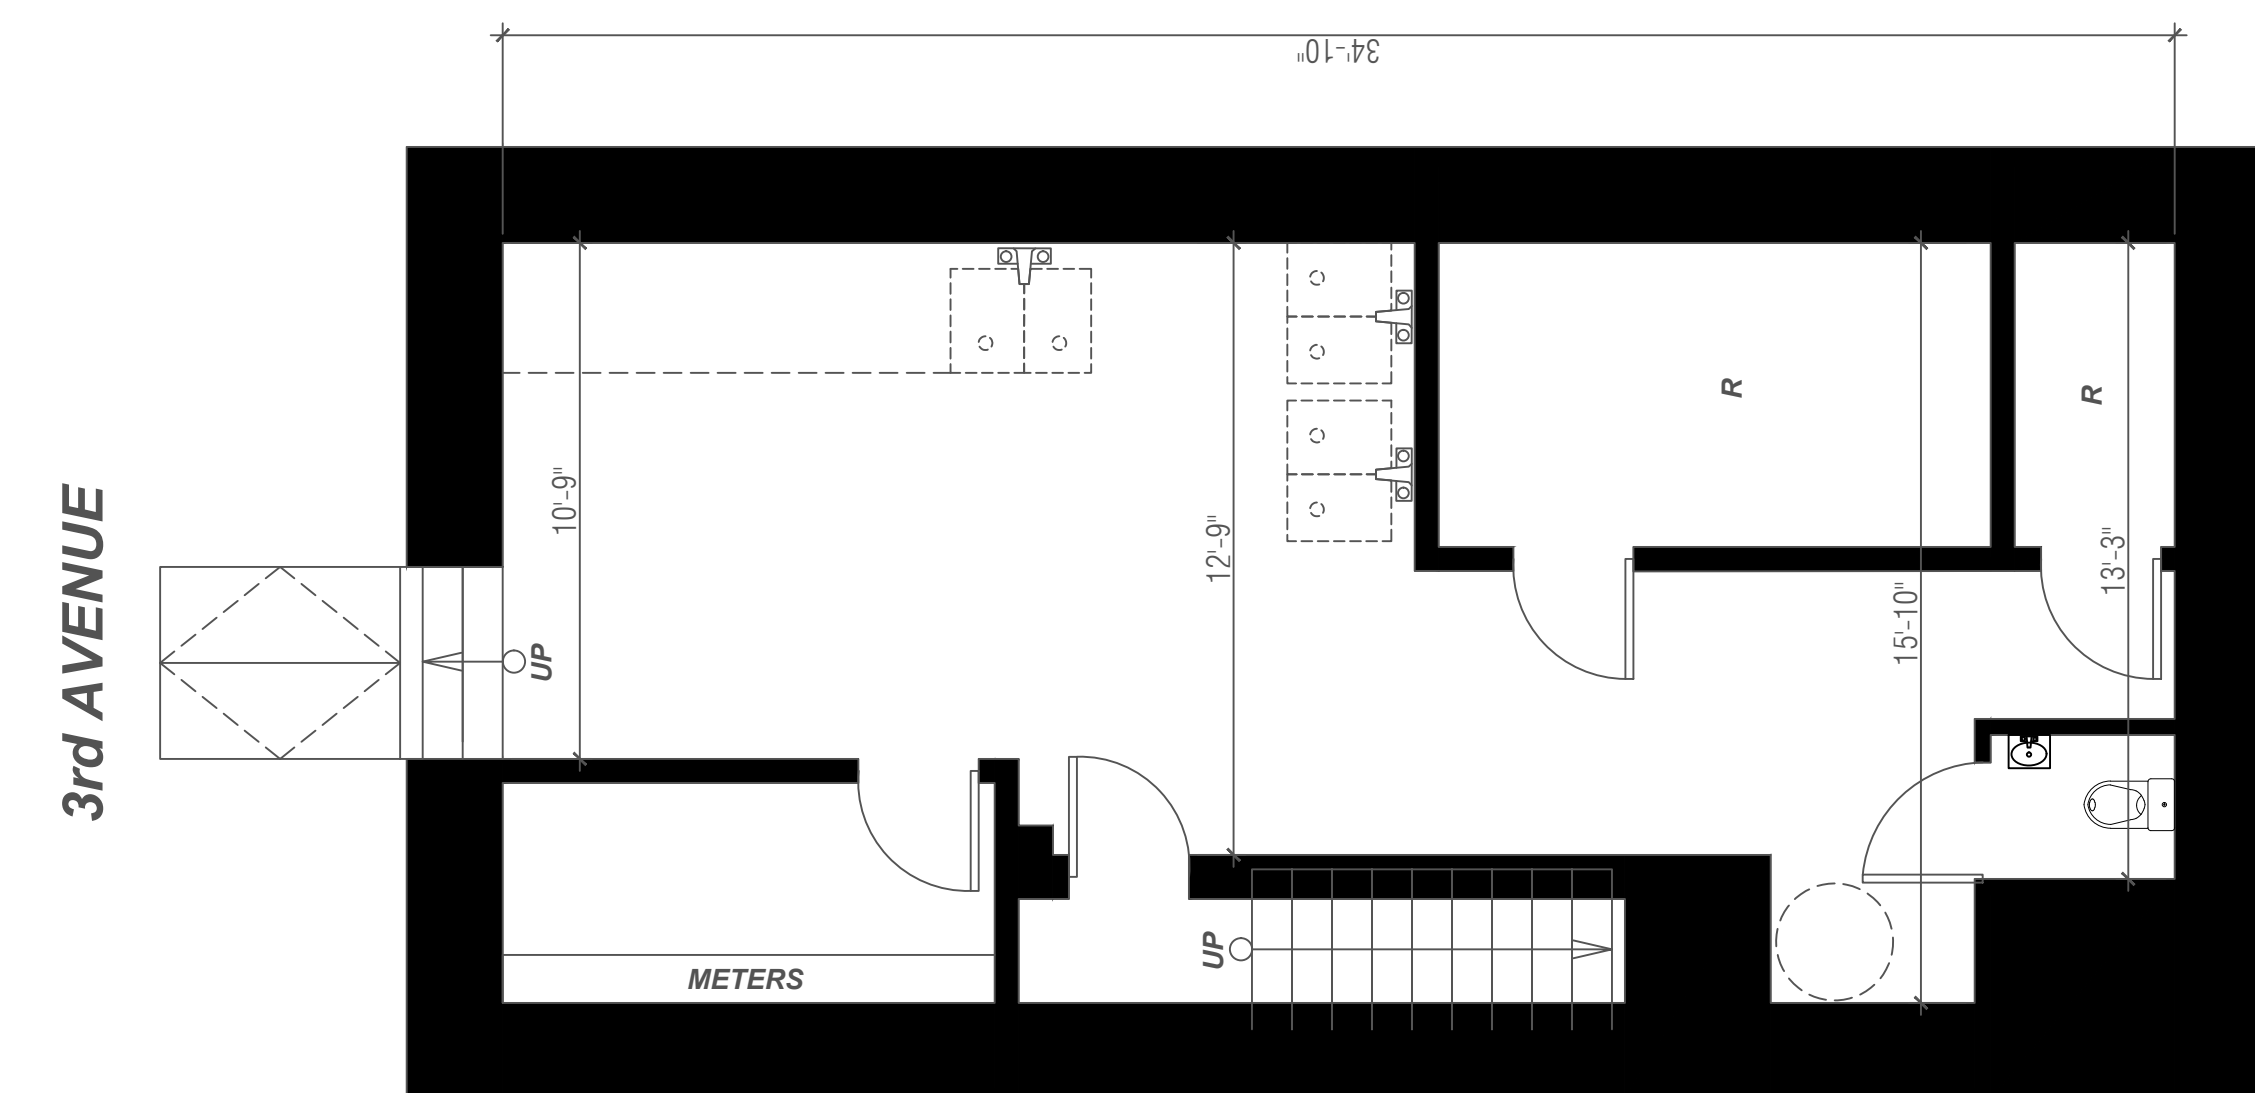 34'-10"
10'-9"
12'-9"
15'-10"
13'-3"
R
R
3rd AVENUE
UP
UP
METERS